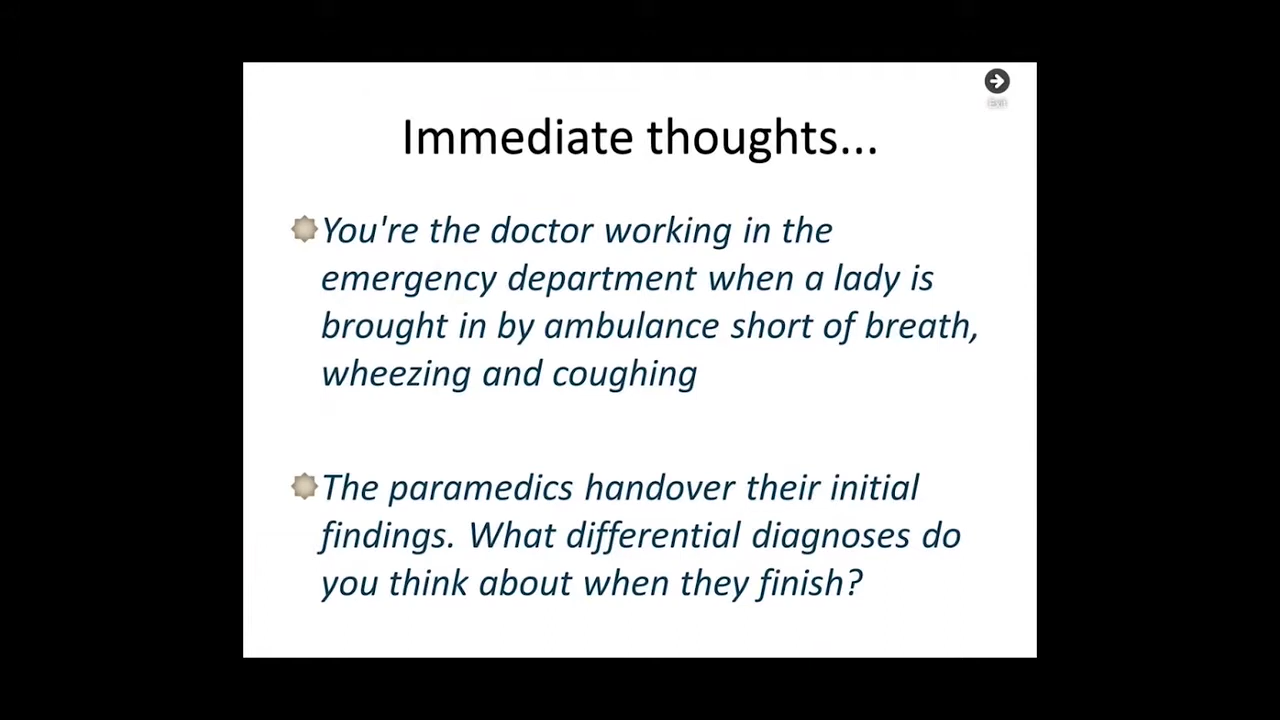 Exit
Immediate thoughts...
You're the doctor working in the
emergency department when a lady is
brought in by ambulance short of breath,
wheezing and coughing
The paramedics handover their initial
findings. What differential diagnoses do
you think about when they finish?